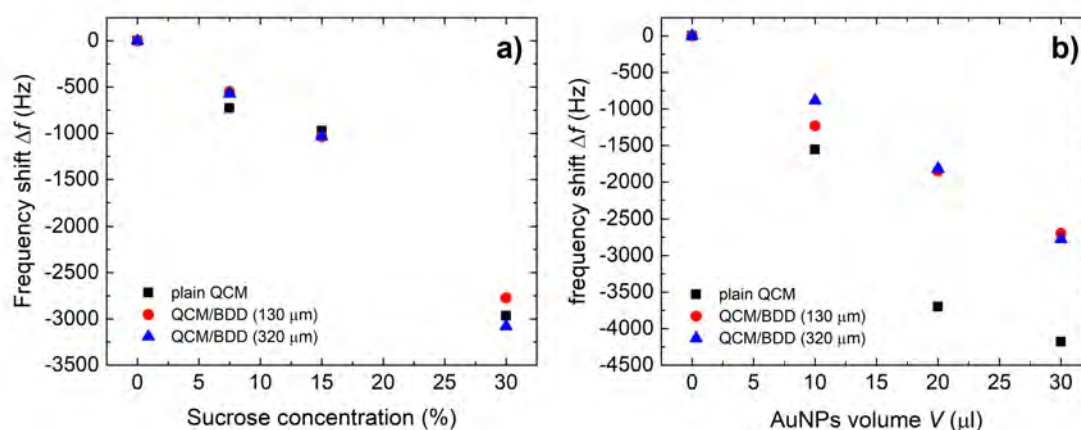 a)
Frequency shift Δf (Hz)
0
-500
-1000
-1500
-2000
-2500
-3000
-3500
plain QCM
QCM/BDD (130 μm)
QCM/BDD (320 μm)
0 5 10 15 20 25 30
Sucrose concentration (%)
b)
frequency shift Δf (Hz)
0
-500
-1000
-1500
-2000
-2500
-3000
-3500
-4000
-4500
plain QCM
QCM/BDD (130 μm)
QCM/BDD (320 μm)
0 10 20 30
AuNPs volume V (μl)